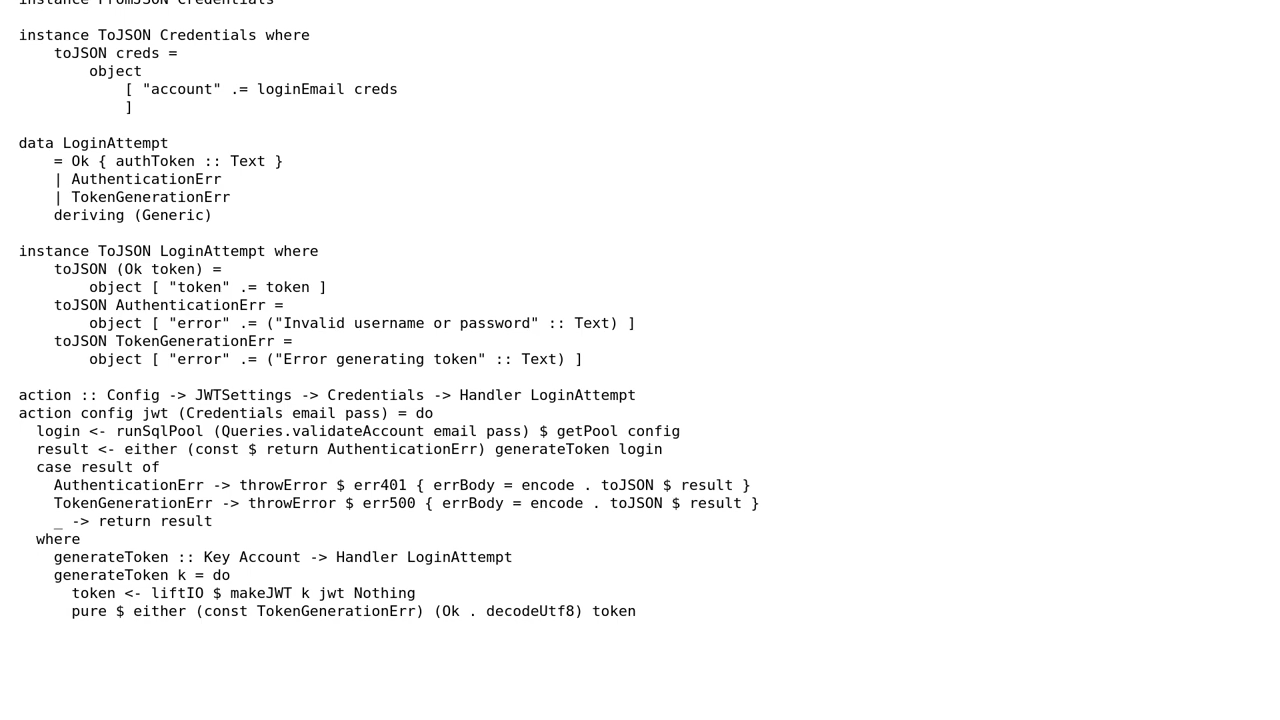 instance FromJSON Credentials

instance ToJSON Credentials where
    toJSON creds =
        object
            [ "account" .= loginEmail creds
            ]

data LoginAttempt
    = Ok { authToken :: Text }
    | AuthenticationErr
    | TokenGenerationErr
    deriving (Generic)

instance ToJSON LoginAttempt where
    toJSON (Ok token) =
        object [ "token" .= token ]
    toJSON AuthenticationErr =
        object [ "error" .= ("Invalid username or password" :: Text) ]
    toJSON TokenGenerationErr =
        object [ "error" .= ("Error generating token" :: Text) ]

action :: Config -> JWTSettings -> Credentials -> Handler LoginAttempt
action config jwt (Credentials email pass) = do
  login <- runSqlPool (Queries.validateAccount email pass) $ getPool config
  result <- either (const $ return AuthenticationErr) generateToken login
  case result of
    AuthenticationErr -> throwError $ err401 { errBody = encode . toJSON $ result }
    TokenGenerationErr -> throwError $ err500 { errBody = encode . toJSON $ result }
    _ -> return result
  where
    generateToken :: Key Account -> Handler LoginAttempt
    generateToken k = do
      token <- liftIO $ makeJWT k jwt Nothing
      pure $ either (const TokenGenerationErr) (Ok . decodeUtf8) token